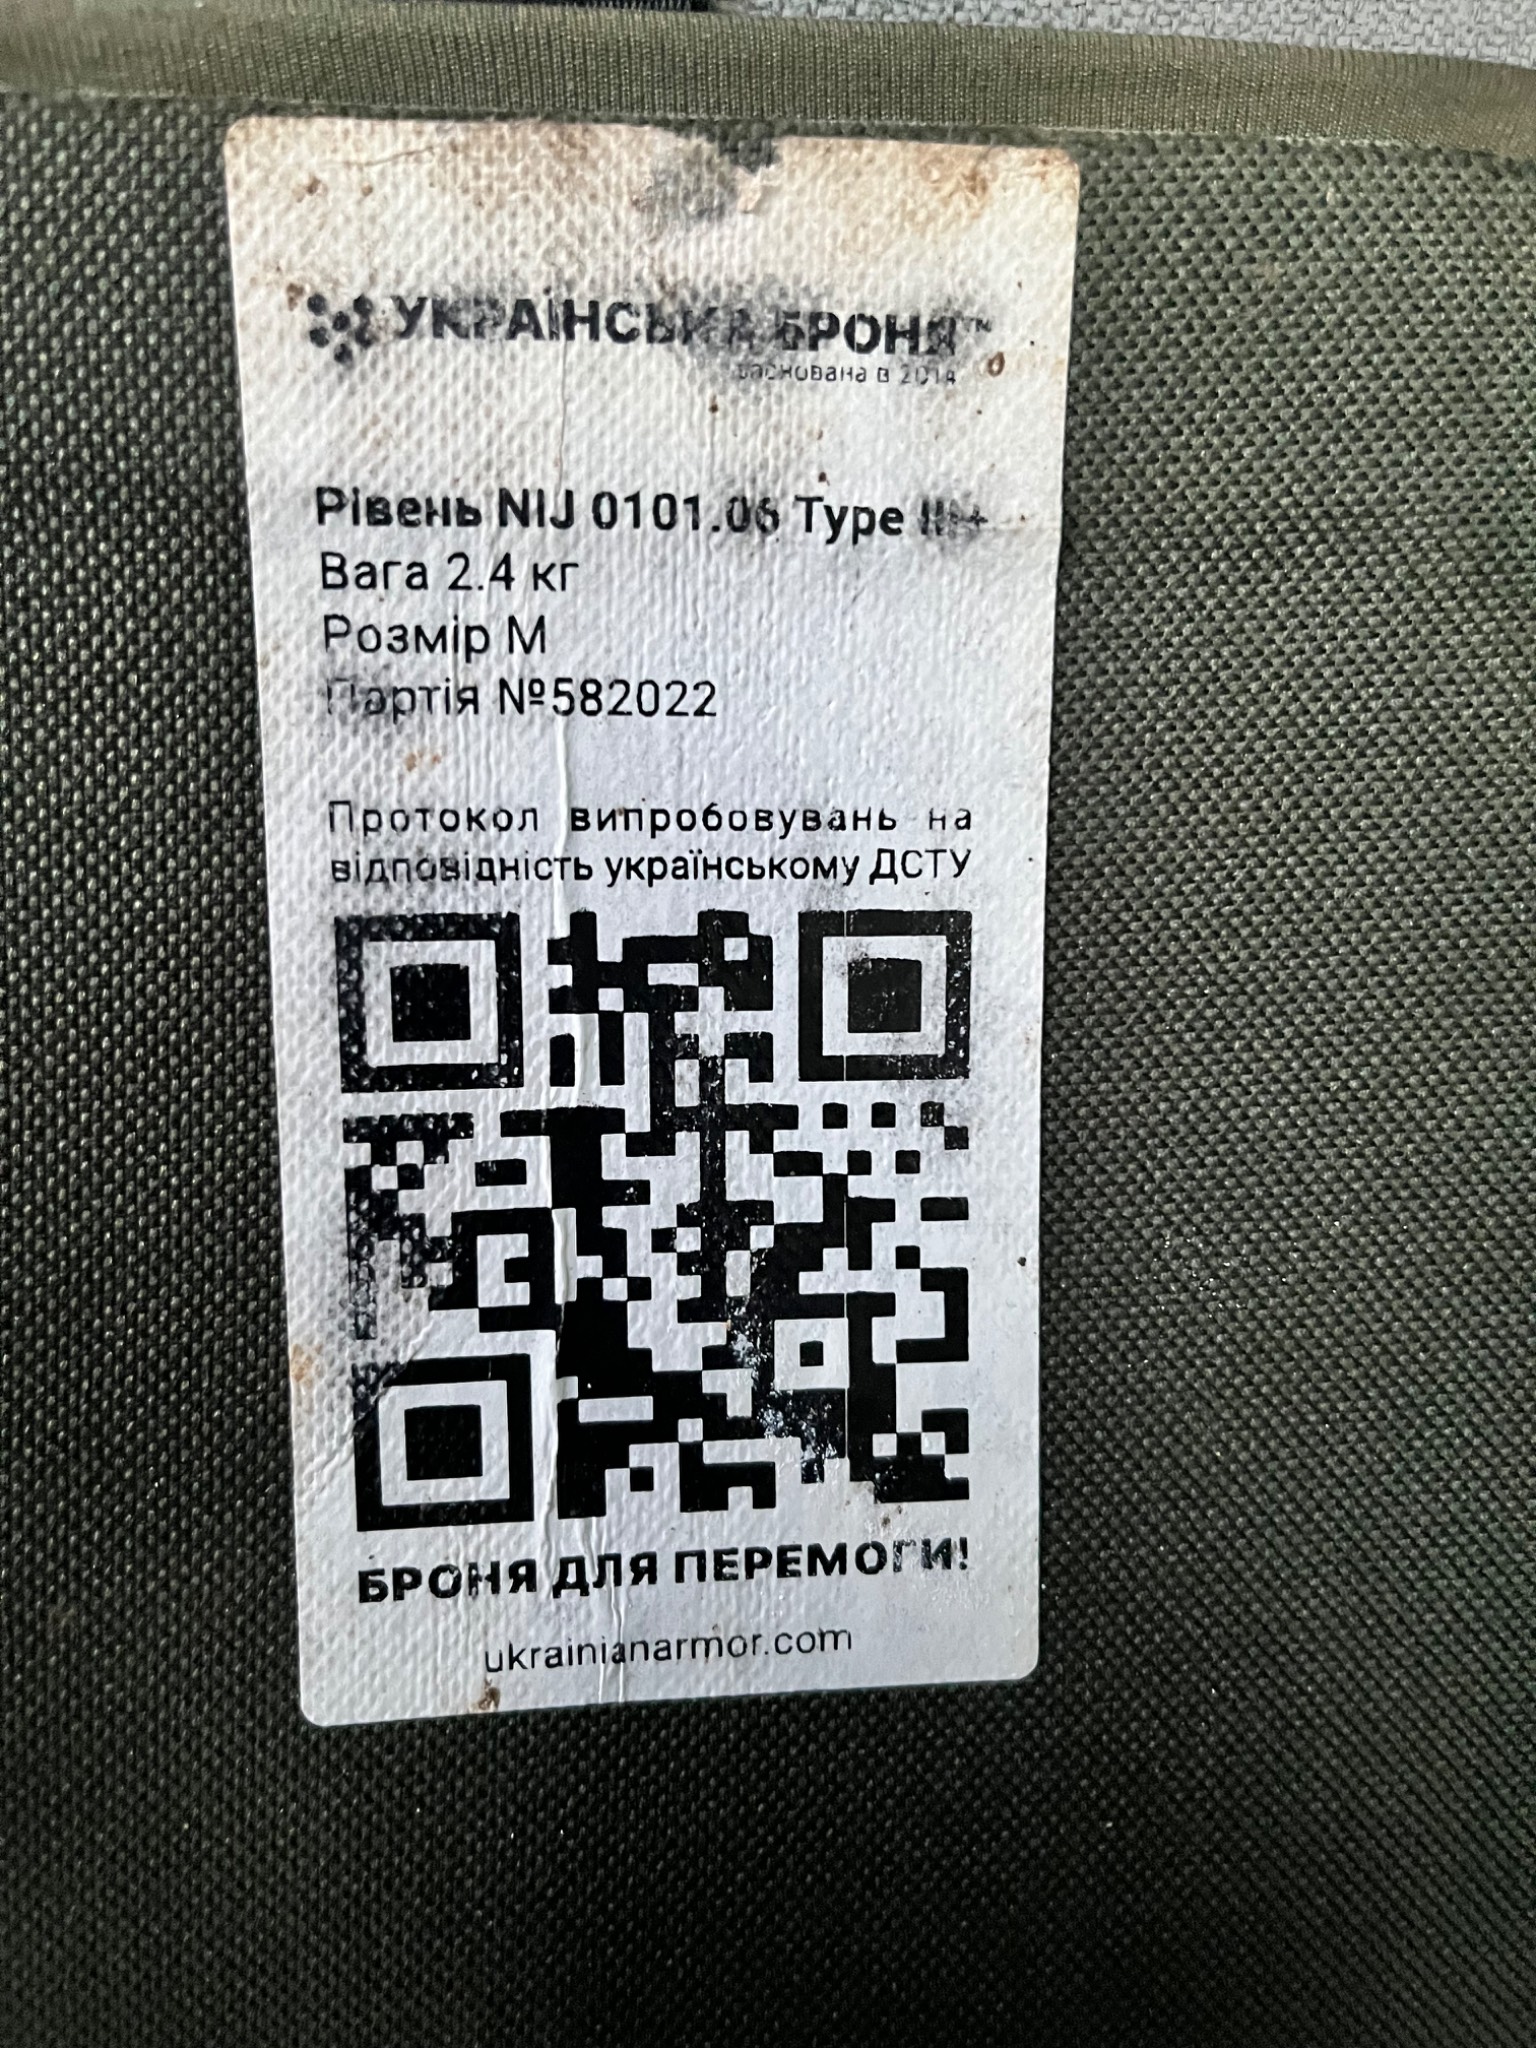 УКРАЇНСЬКА БРОНЯ™
заснована в 2014
Рівень NIJ 0101.06 Type
Вага 2.4 кг
Розмір M
Партія №582022
Протокол випробовувань на
відповідність українському ДСТУ
БРОНЯ ДЛЯ ПЕРЕМОГИ!
ukrainianarmor.com